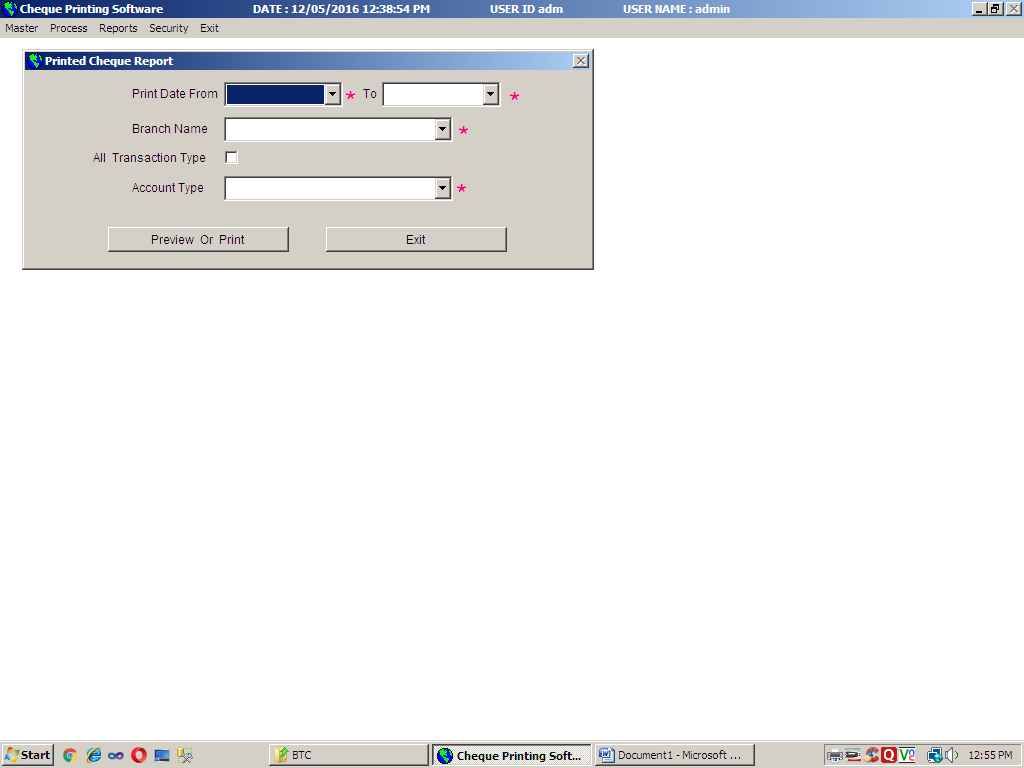 Cheque Printing Software DATE : 12/05/2016 12:38:54 PM USER ID adm USER NAME : admin
Master Process Reports Security Exit
Printed Cheque Report
Print Date From * To *
Branch Name *
All Transaction Type
Account Type *
Preview Or Print Exit
Start BTC Cheque Printing Soft... Document1 - Microsoft ... 12:55 PM